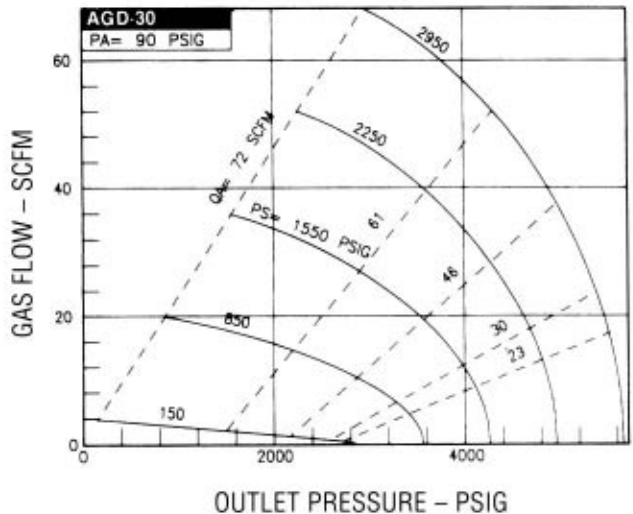 AGD-30
PA= 90 PSIG
GAS FLOW – SCFM
60
40
20
0
2950
2250
QA= 72 SCFM
61
PS= 1550 PSIG
46
850
30
23
150
0
2000
4000
OUTLET PRESSURE – PSIG